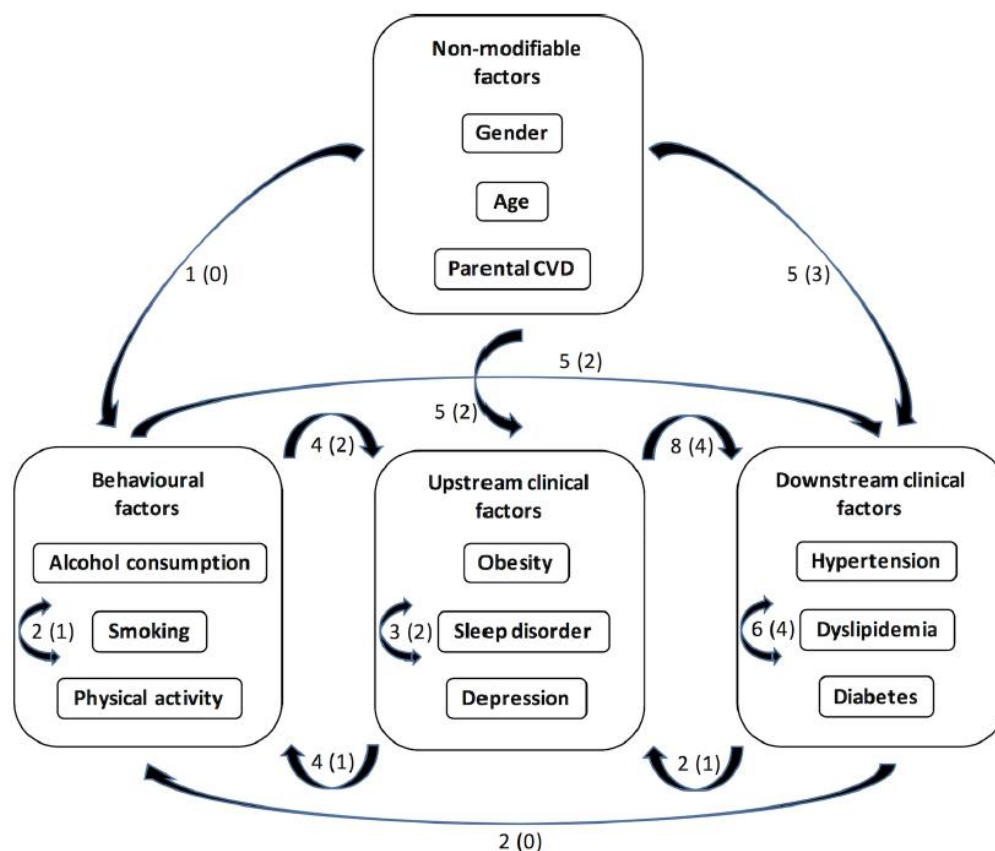 Non-modifiable
factors
Gender
Age
Parental CVD
1 (0)
5 (3)
5 (2)
5 (2)
4 (2)
8 (4)
Behavioural
factors
Alcohol consumption
2 (1)
Smoking
Physical activity
Upstream clinical
factors
Obesity
3 (2)
Sleep disorder
Depression
Downstream clinical
factors
Hypertension
6 (4)
Dyslipidemia
Diabetes
4 (1)
2 (1)
2 (0)